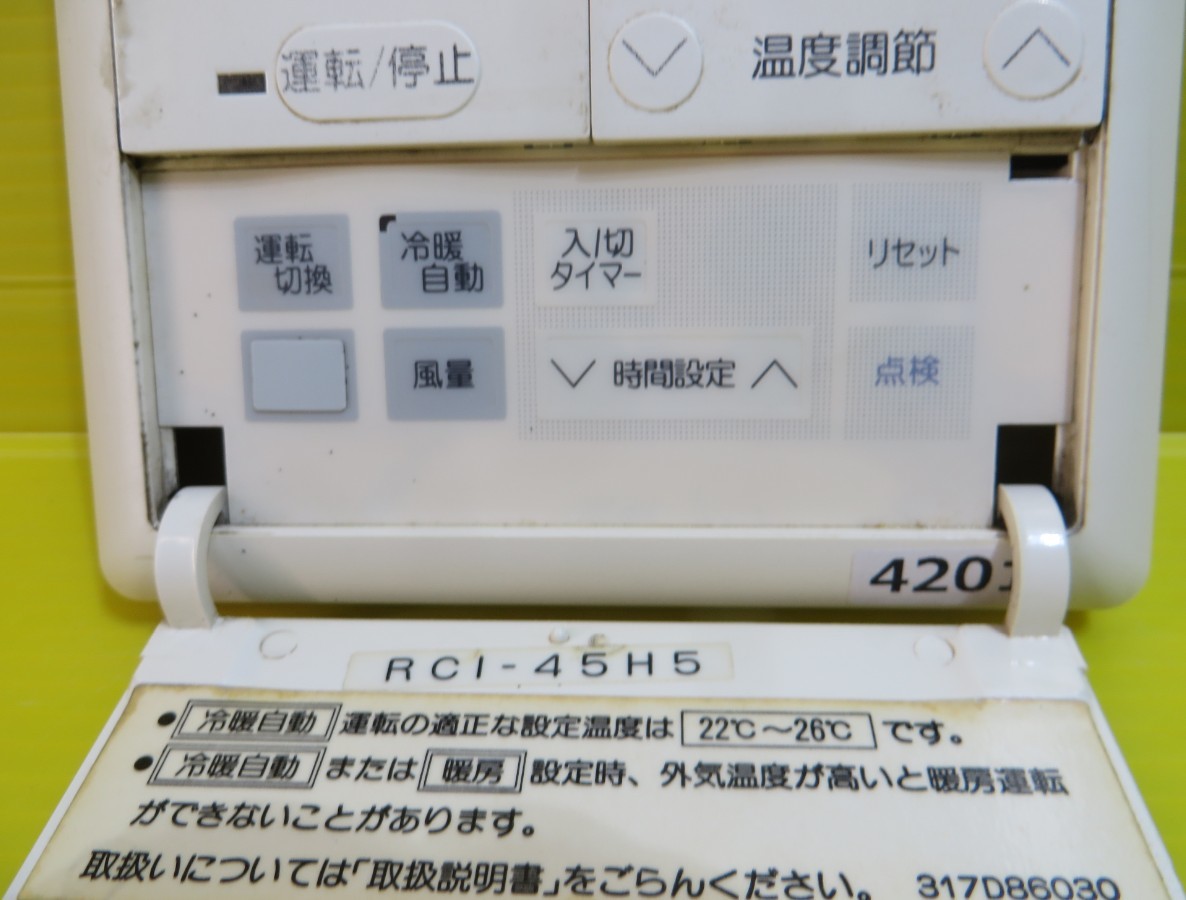 運転/停止
温度調節
運転
切換
冷暖
自動
入/切
タイマー
リセット
風量
時間設定
点検
420
RCI-45H5
●冷暖自動 運転の適正な設定温度は 22℃~26℃ です。
●冷暖自動 または 暖房 設定時、外気温度が高いと暖房運転
ができないことがあります。
取扱いについては「取扱説明書」をごらんください。 317D86030